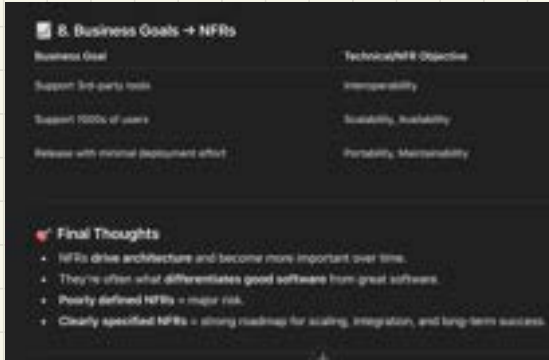 8. Business Goals → NFRs
Business Goal Technical/NFR Objective
Support 3rd-party tools Interoperability
Support 1000s of users Scalability, Availability
Release with minimal deployment effort Portability, Maintainability
Final Thoughts
• NFRs drive architecture and become more important over time.
• They're often what differentiates good software from great software.
• Poorly defined NFRs = major risk.
• Clearly specified NFRs = strong roadmap for scaling, integration, and long-term success.